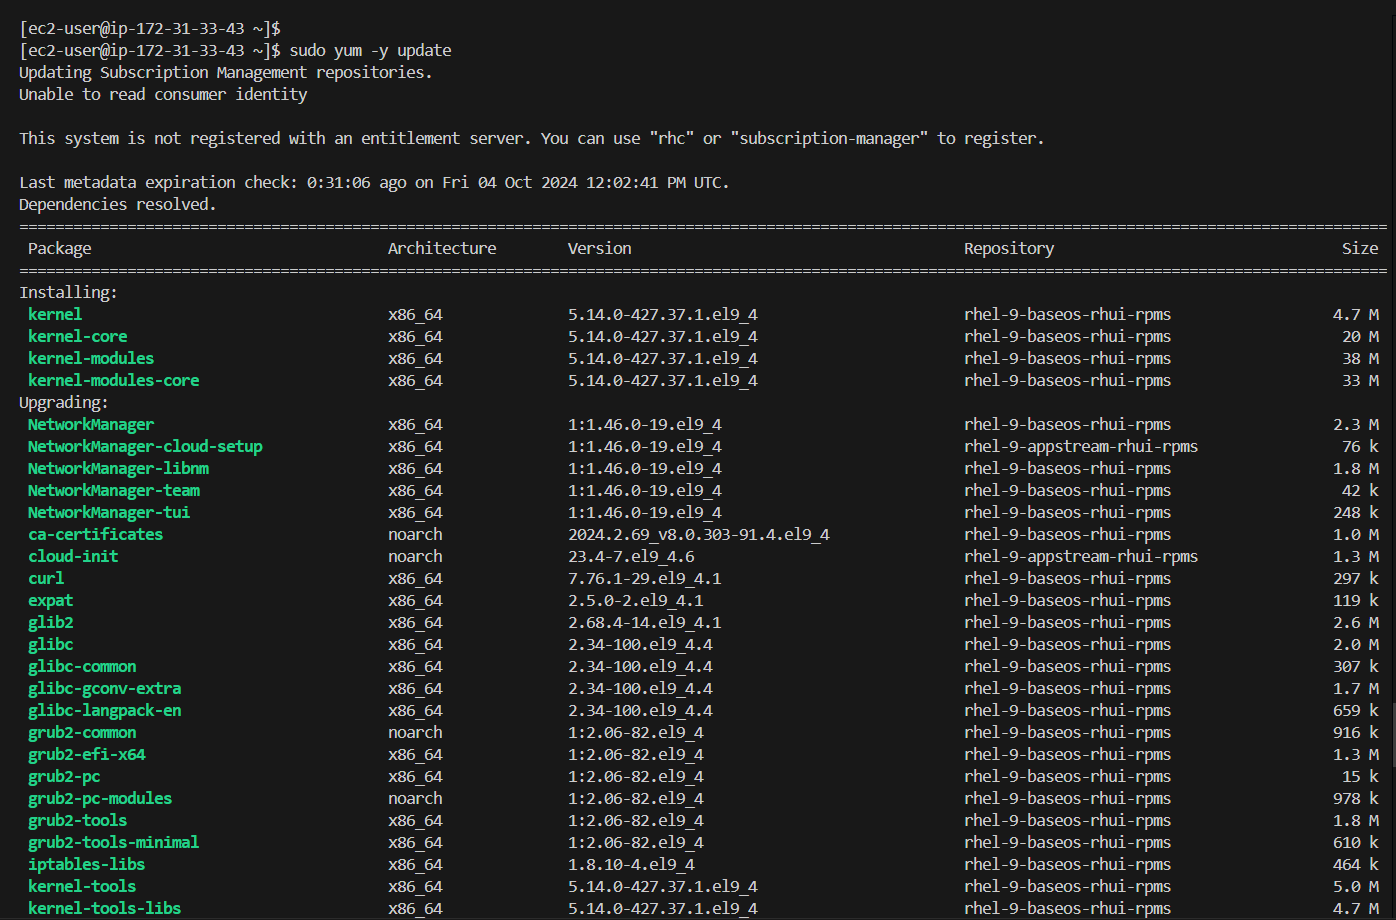 [ec2-user@ip-172-31-33-43 ~]$
[ec2-user@ip-172-31-33-43 ~]$ sudo yum -y update
Updating Subscription Management repositories.
Unable to read consumer identity
This system is not registered with an entitlement server. You can use "rhc" or "subscription-manager" to register.
Last metadata expiration check: 0:31:06 ago on Fri 04 Oct 2024 12:02:41 PM UTC.
Dependencies resolved.
================================================================================
Package Architecture Version Repository Size
================================================================================
Installing:
kernel x86_64 5.14.0-427.37.1.el9_4 rhel-9-baseos-rhui-rpms 4.7 M
kernel-core x86_64 5.14.0-427.37.1.el9_4 rhel-9-baseos-rhui-rpms 20 M
kernel-modules x86_64 5.14.0-427.37.1.el9_4 rhel-9-baseos-rhui-rpms 38 M
kernel-modules-core x86_64 5.14.0-427.37.1.el9_4 rhel-9-baseos-rhui-rpms 33 M
Upgrading:
NetworkManager x86_64 1:1.46.0-19.el9_4 rhel-9-baseos-rhui-rpms 2.3 M
NetworkManager-cloud-setup x86_64 1:1.46.0-19.el9_4 rhel-9-appstream-rhui-rpms 76 k
NetworkManager-libnm x86_64 1:1.46.0-19.el9_4 rhel-9-baseos-rhui-rpms 1.8 M
NetworkManager-team x86_64 1:1.46.0-19.el9_4 rhel-9-baseos-rhui-rpms 42 k
NetworkManager-tui x86_64 1:1.46.0-19.el9_4 rhel-9-baseos-rhui-rpms 248 k
ca-certificates noarch 2024.2.69_v8.0.303-91.4.el9_4 rhel-9-baseos-rhui-rpms 1.0 M
cloud-init noarch 23.4-7.el9_4.6 rhel-9-appstream-rhui-rpms 1.3 M
curl x86_64 7.76.1-29.el9_4.1 rhel-9-baseos-rhui-rpms 297 k
expat x86_64 2.5.0-2.el9_4.1 rhel-9-baseos-rhui-rpms 119 k
glib2 x86_64 2.68.4-14.el9_4.1 rhel-9-baseos-rhui-rpms 2.6 M
glibc x86_64 2.34-100.el9_4.4 rhel-9-baseos-rhui-rpms 2.0 M
glibc-common x86_64 2.34-100.el9_4.4 rhel-9-baseos-rhui-rpms 307 k
glibc-gconv-extra x86_64 2.34-100.el9_4.4 rhel-9-baseos-rhui-rpms 1.7 M
glibc-langpack-en x86_64 2.34-100.el9_4.4 rhel-9-baseos-rhui-rpms 659 k
grub2-common noarch 1:2.06-82.el9_4 rhel-9-baseos-rhui-rpms 916 k
grub2-efi-x64 x86_64 1:2.06-82.el9_4 rhel-9-baseos-rhui-rpms 1.3 M
grub2-pc x86_64 1:2.06-82.el9_4 rhel-9-baseos-rhui-rpms 15 k
grub2-pc-modules noarch 1:2.06-82.el9_4 rhel-9-baseos-rhui-rpms 978 k
grub2-tools x86_64 1:2.06-82.el9_4 rhel-9-baseos-rhui-rpms 1.8 M
grub2-tools-minimal x86_64 1:2.06-82.el9_4 rhel-9-baseos-rhui-rpms 610 k
iptables-libs x86_64 1.8.10-4.el9_4 rhel-9-baseos-rhui-rpms 464 k
kernel-tools x86_64 5.14.0-427.37.1.el9_4 rhel-9-baseos-rhui-rpms 5.0 M
kernel-tools-libs x86_64 5.14.0-427.37.1.el9_4 rhel-9-baseos-rhui-rpms 4.7 M